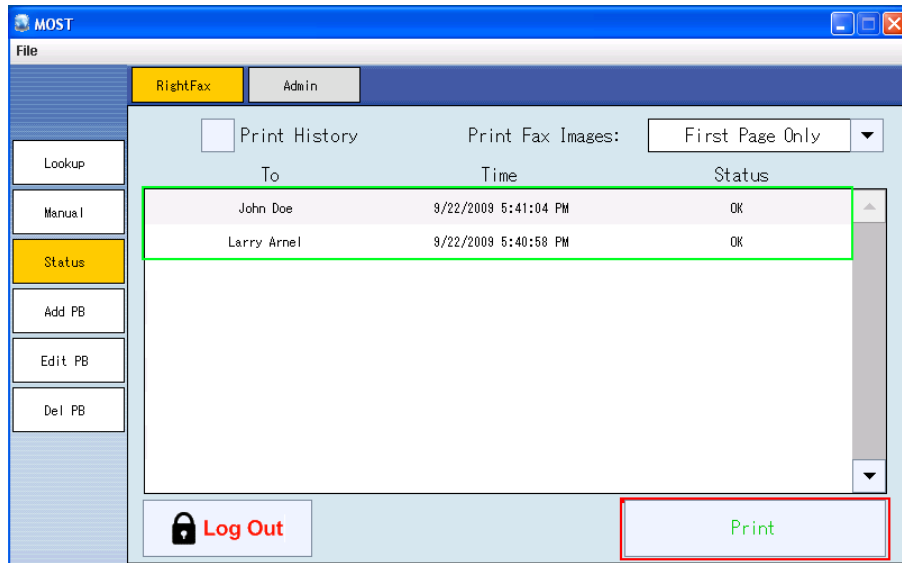 MOST
File
RightFax Admin
Print History Print Fax Images: First Page Only
To Time Status
John Doe 9/22/2009 5:41:04 PM OK
Larry Arnel 9/22/2009 5:40:58 PM OK
Lookup
Manual
Status
Add PB
Edit PB
Del PB
Log Out Print